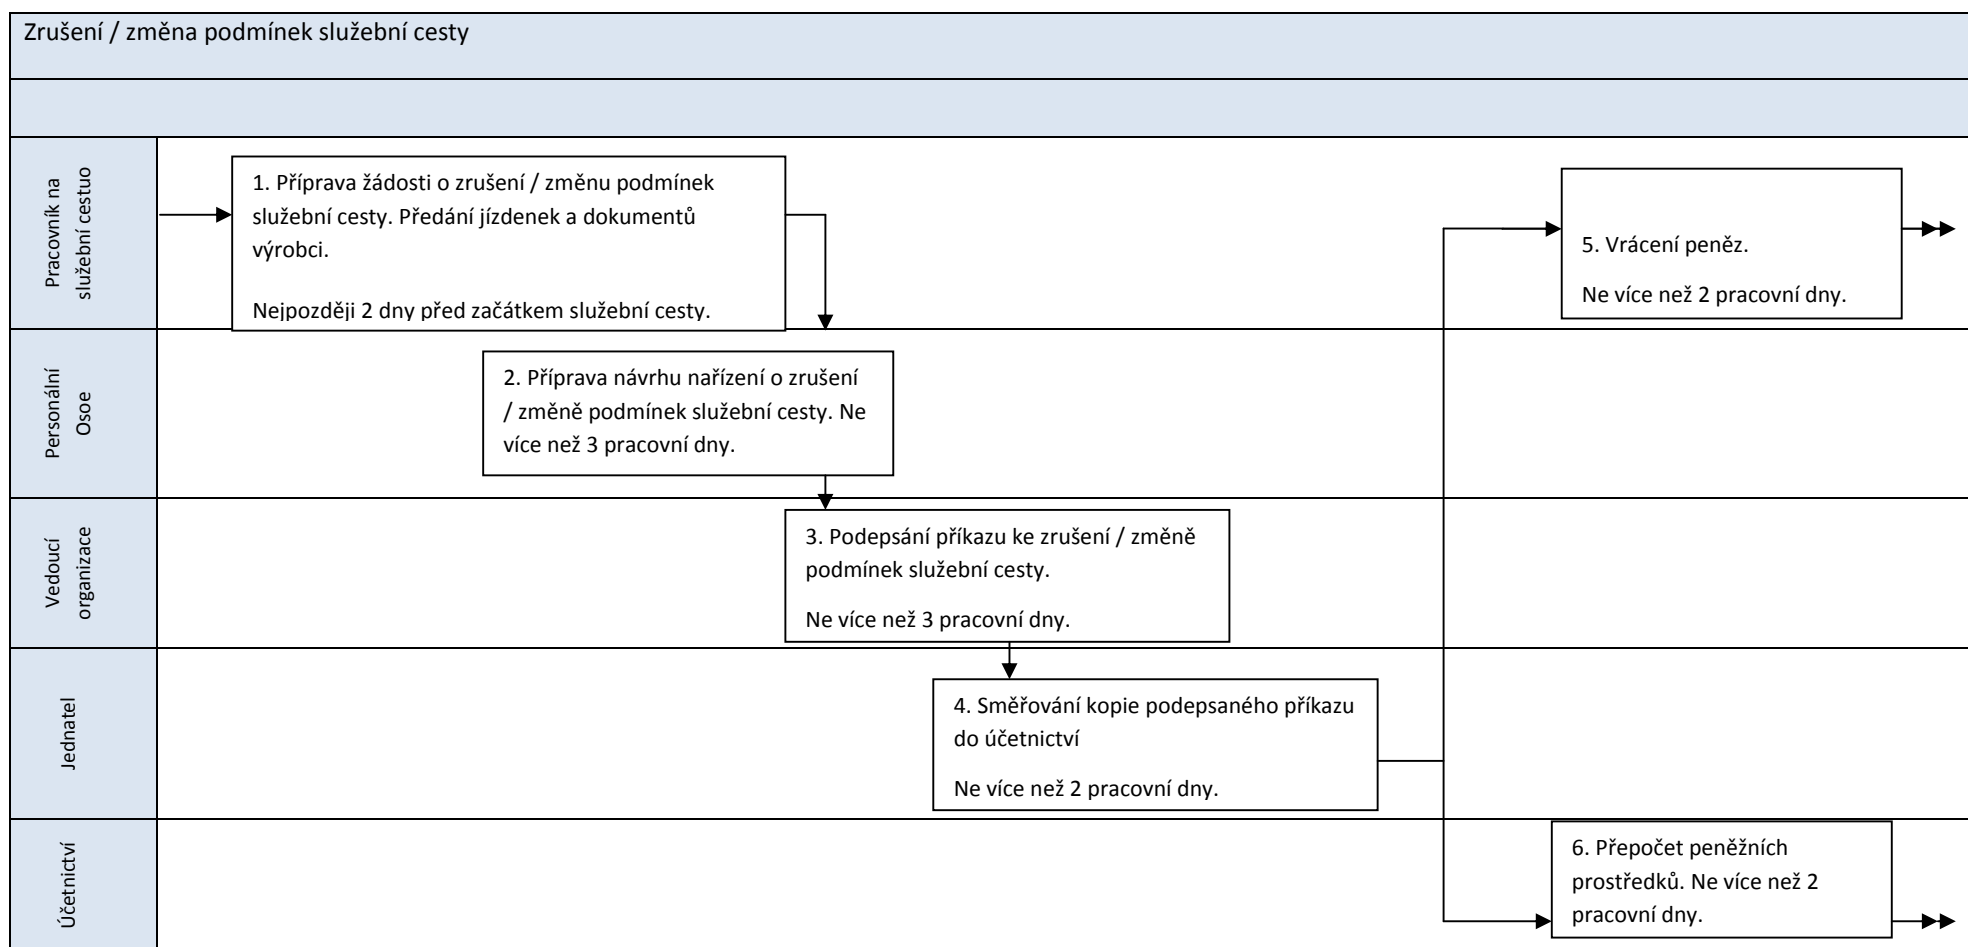 Zrušení / změna podmínek služební cesty
Pracovník na
služební cestuo
1. Příprava žádosti o zrušení / změnu podmínek
služební cesty. Předání jízdenek a dokumentů
výrobci.
Nejpozději 2 dny před začátkem služební cesty.
5. Vrácení peněz.
Ne více než 2 pracovní dny.
Personální
Osoe
2. Příprava návrhu nařízení o zrušení
/ změně podmínek služební cesty. Ne
více než 3 pracovní dny.
Vedoucí
organizace
3. Podepsání příkazu ke zrušení / změně
podmínek služební cesty.
Ne více než 3 pracovní dny.
Jednatel
4. Směřování kopie podepsaného příkazu
do účetnictví
Ne více než 2 pracovní dny.
Účetnictví
6. Přepočet peněžních
prostředků. Ne více než 2
pracovní dny.